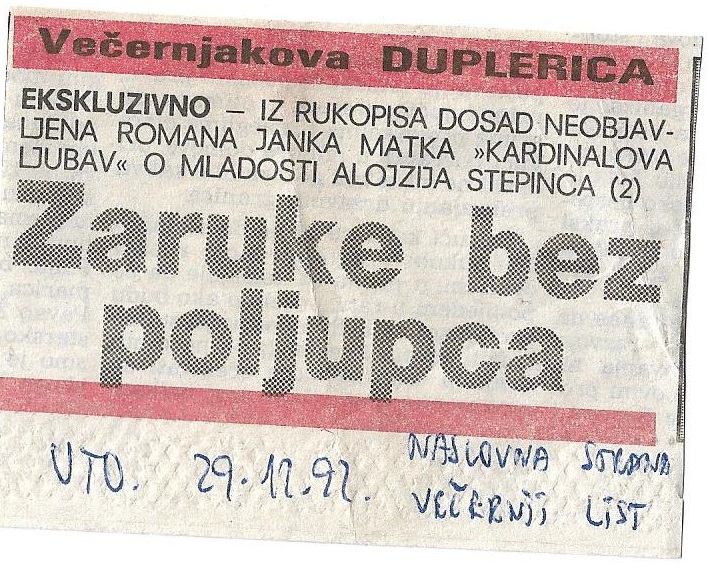 Večernjakova DUPLERICA
EKSKLUZIVNO — IZ RUKOPISA DOSAD NEOBJAV-
LJENA ROMANA JANKA MATKA »KARDINALOVA
LJUBAV« O MLADOSTI ALOJZIJA STEPINCA (2)
Zaruke bez
poljupca
UTO. 29.12.92.
NASLOVNA STRANA
VEČERNJI LIST